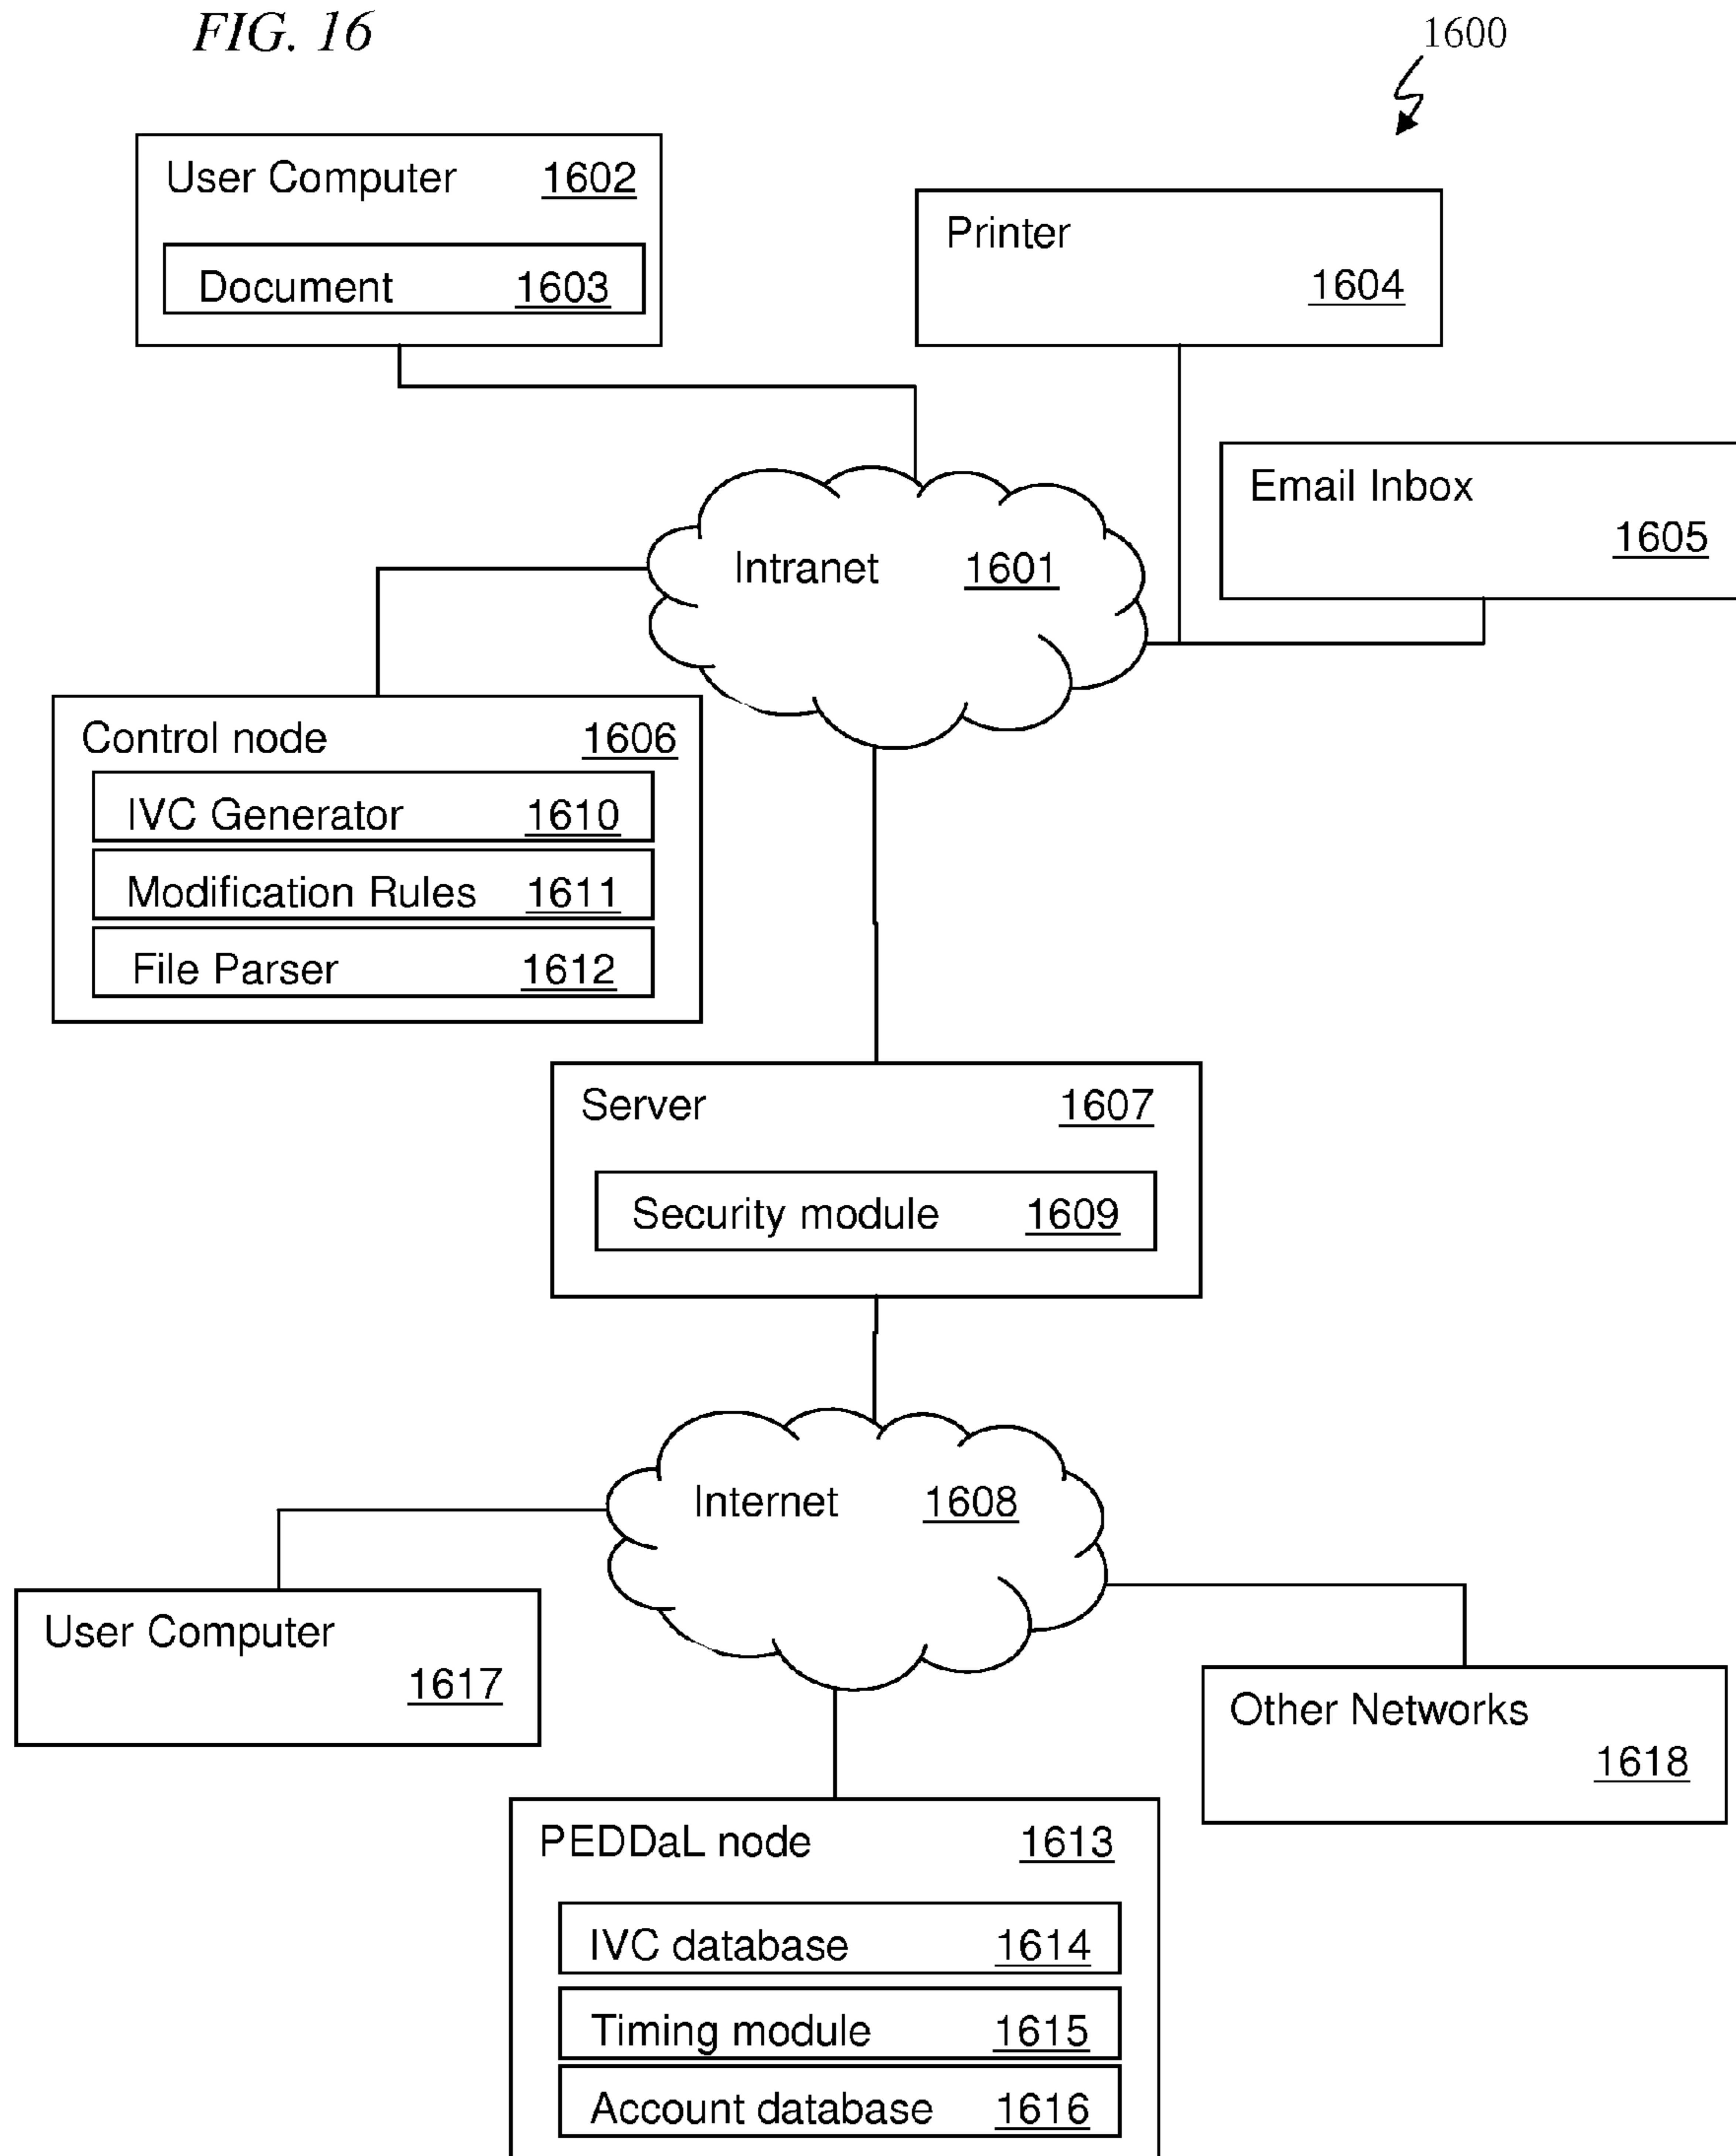 FIG. 16
1600
User Computer 1602
Document 1603
Printer
1604
Email Inbox
1605
Intranet 1601
Control node 1606
IVC Generator 1610
Modification Rules 1611
File Parser 1612
Server 1607
Security module 1609
Internet 1608
User Computer
1617
Other Networks
1618
PEDDaL node 1613
IVC database 1614
Timing module 1615
Account database 1616